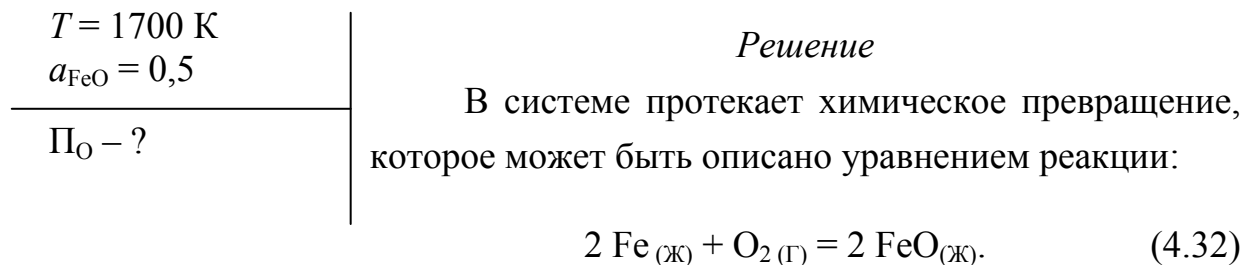 T = 1700 К
a_FeO = 0,5
П_О – ?
Решение
В системе протекает химическое превращение,
которое может быть описано уравнением реакции:
2 Fe (Ж) + O₂ (Г) = 2 FeO(Ж). (4.32)